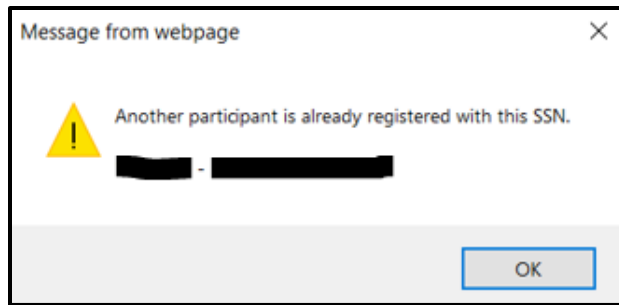 Message from webpage
Another participant is already registered with this SSN.
-
OK